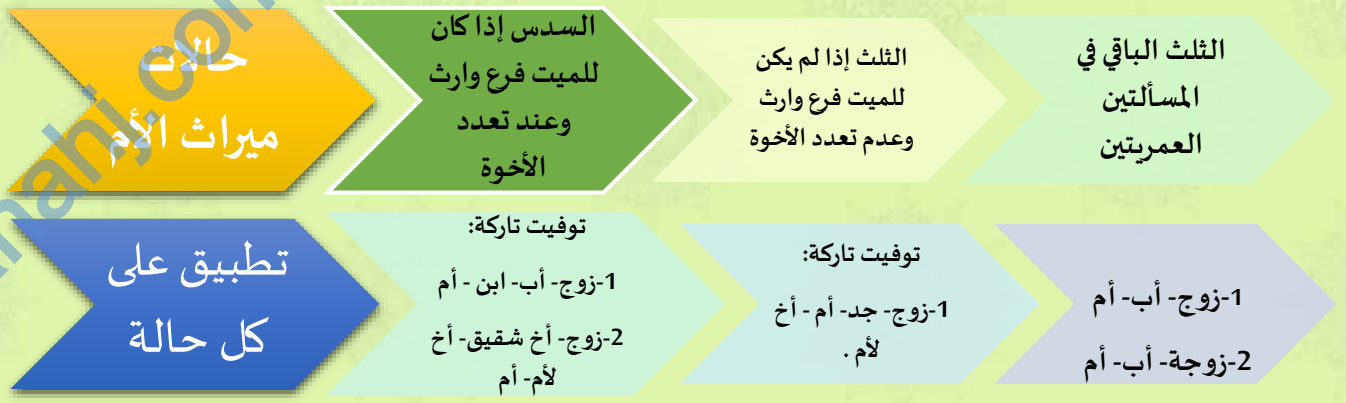 حالات
ميراث الأم
السدس إذا كان
للميت فرع وارث
وعند تعدد
الأخوة
الثلث إذا لم يكن
للميت فرع وارث
وعدم تعدد الأخوة
الثلث الباقي في
المسألتين
العمريتين
تطبيق على
كل حالة
توفيت تاركة:
1-زوج- أب- ابن - أم
2-زوج- أخ شقيق- أخ
لأم- أم
توفيت تاركة:
1-زوج- جد- أم - أخ
لأم .
1-زوج- أب- أم
2-زوجة- أب- أم